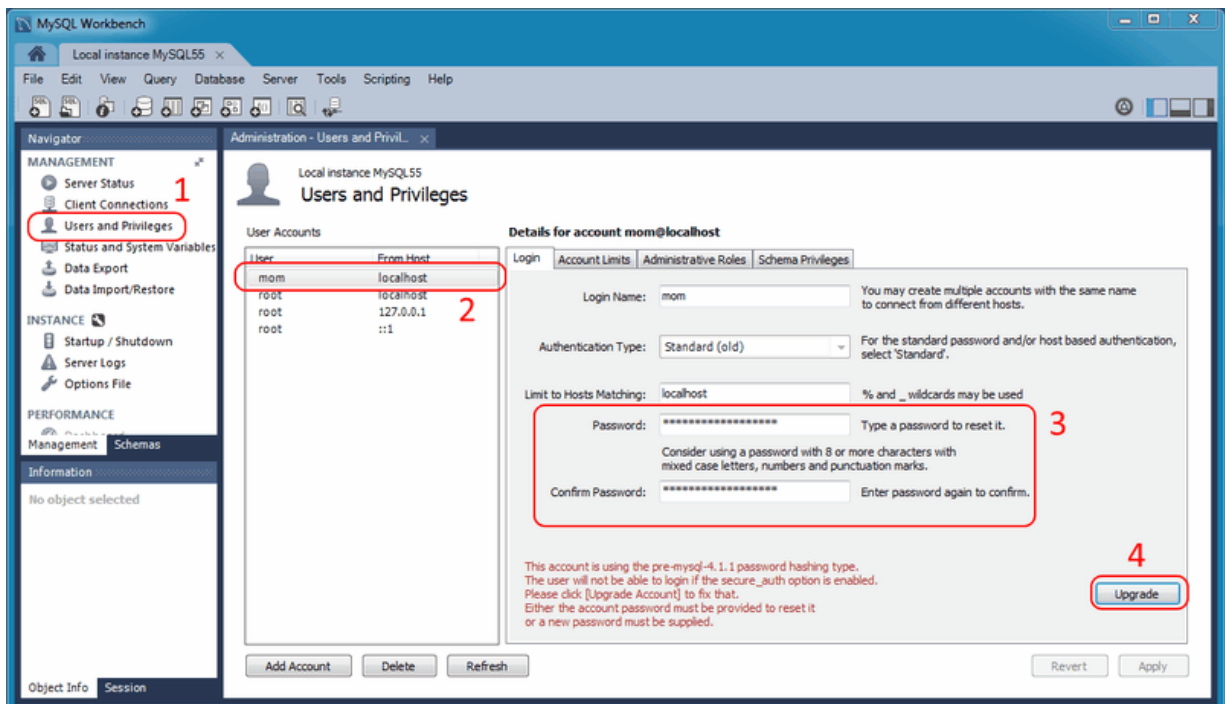 MySQL Workbench
Local instance MySQL55
File Edit View Query Database Server Tools Scripting Help
Navigator
MANAGEMENT
Server Status
1
Client Connections
Users and Privileges
Status and System Variables
Data Export
Data Import/Restore
INSTANCE
Startup / Shutdown
Server Logs
Options File
PERFORMANCE
Dashboard
Management Schemas
Information
No object selected
Object Info Session
Administration - Users and Privil...
Local instance MySQL55
Users and Privileges
User Accounts
User From Host
mom localhost
root localhost
root 127.0.0.1
root ::1
2
Add Account Delete Refresh
Details for account mom@localhost
Login Account Limits Administrative Roles Schema Privileges
Login Name: mom
You may create multiple accounts with the same name
to connect from different hosts.
Authentication Type: Standard (old)
For the standard password and/or host based authentication,
select 'Standard'.
Limit to Hosts Matching: localhost % and _ wildcards may be used
Password: ****************** Type a password to reset it.
3
Consider using a password with 8 or more characters with
mixed case letters, numbers and punctuation marks.
Confirm Password: ****************** Enter password again to confirm.
This account is using the pre-mysql-4.1.1 password hashing type.
The user will not be able to login if the secure_auth option is enabled.
Please click [Upgrade Account] to fix that.
Either the account password must be provided to reset it
or a new password must be supplied.
4
Upgrade
Revert Apply